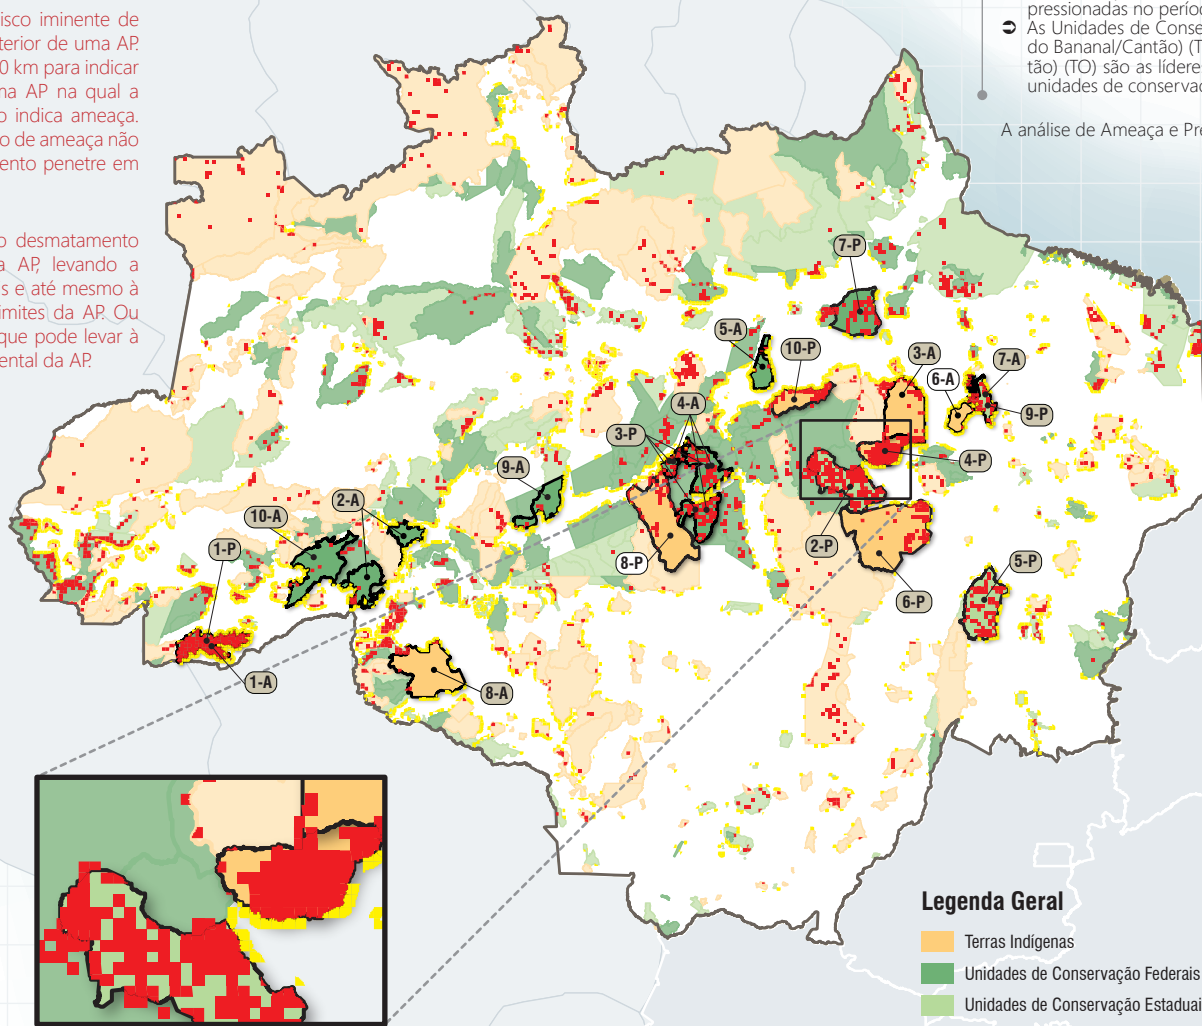 isco iminente de
terior de uma AP.
0 km para indicar
na AP na qual a
o indica ameaça.
o de ameaça não
ento penetre em
o desmatamento
a AP, levando a
s e até mesmo à
imites da AP. Ou
que pode levar à
ental da AP.
pressionadas no períod
➲ As Unidades de Conse
do Bananal/Cantão) (T
tão) (TO) são as lídere
unidades de conservaç
A análise de Ameaça e Pre
7-P
5-A
10-P
3-A
7-A
6-A
4-A
9-P
3-P
4-P
9-A
2-A
10-A
1-P
2-P
8-P
5-P
6-P
1-A
8-A
Legenda Geral
Terras Indígenas
Unidades de Conservação Federais
Unidades de Conservação Estaduai